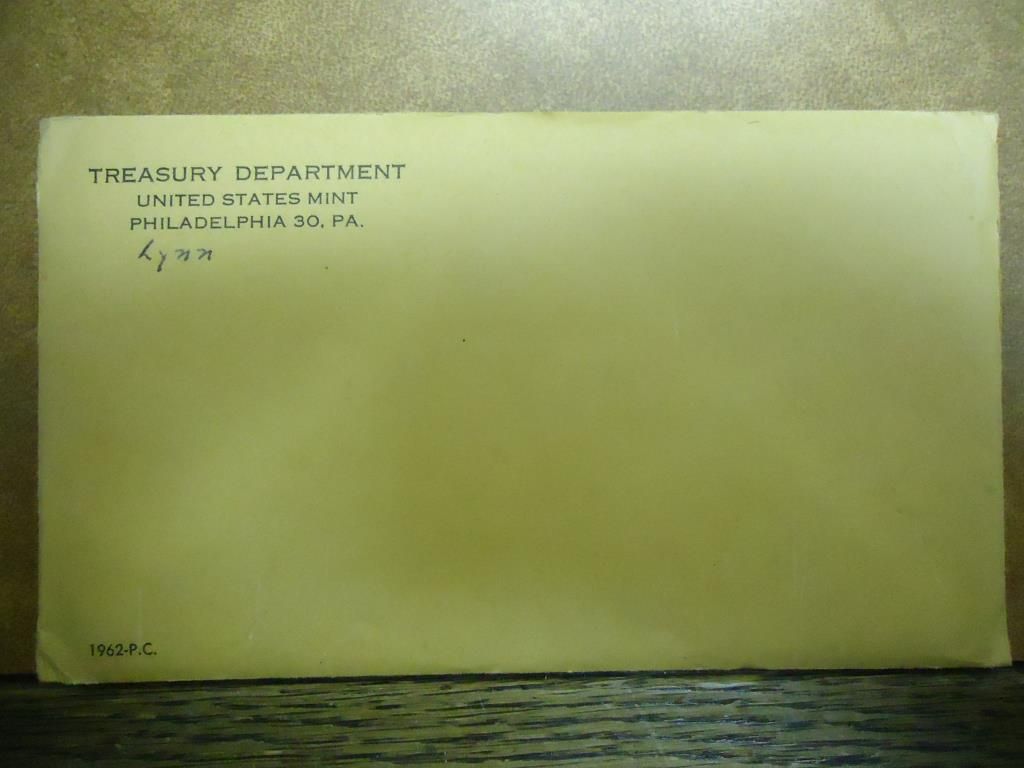 TREASURY DEPARTMENT
UNITED STATES MINT
PHILADELPHIA 30, PA.
Lynn
1962-P.C.